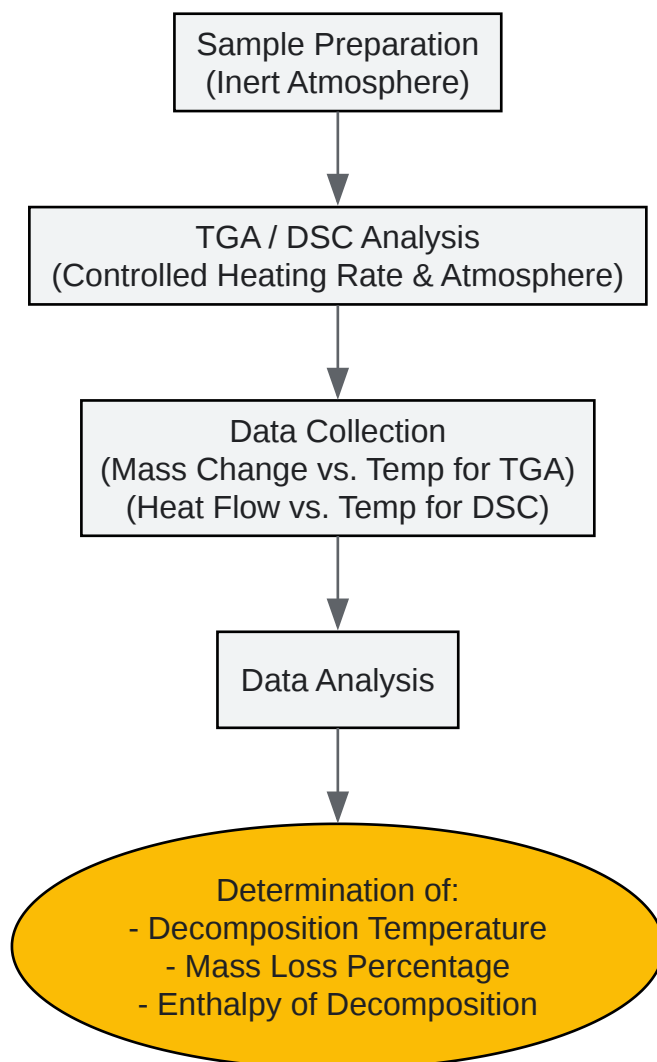 Sample Preparation
(Inert Atmosphere)
TGA / DSC Analysis
(Controlled Heating Rate & Atmosphere)
Data Collection
(Mass Change vs. Temp for TGA)
(Heat Flow vs. Temp for DSC)
Data Analysis
Determination of:
- Decomposition Temperature
- Mass Loss Percentage
- Enthalpy of Decomposition